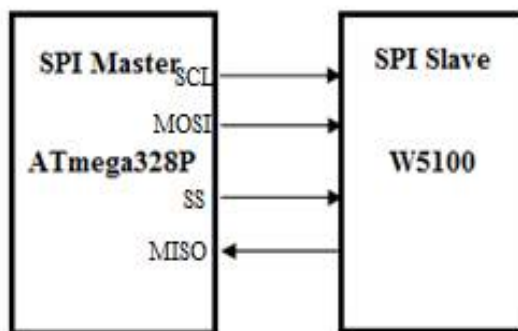 SPI Master
SCL
MOSI
ATmega328P
SS
MISO
SPI Slave
W5100